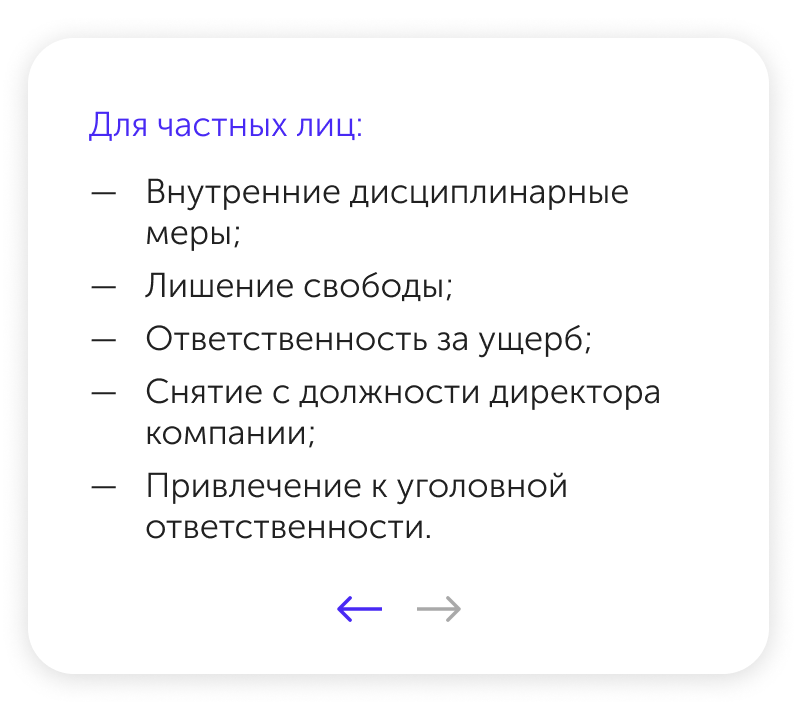 Для частных лиц:
— Внутренние дисциплинарные
меры;
— Лишение свободы;
— Ответственность за ущерб;
— Снятие с должности директора
компании;
— Привлечение к уголовной
ответственности.